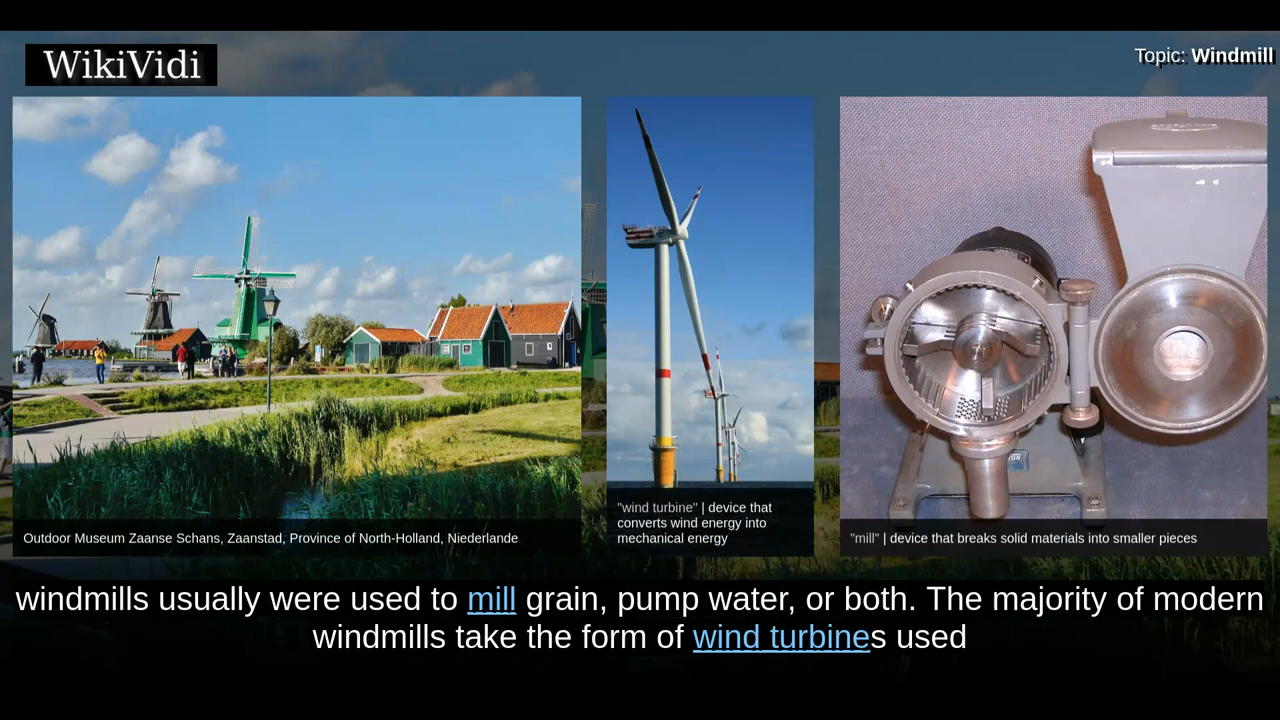 WikiVidi
Topic: Windmill
Outdoor Museum Zaanse Schans, Zaanstad, Province of North-Holland, Niederlande
"wind turbine" | device that
converts wind energy into
mechanical energy
"mill" | device that breaks solid materials into smaller pieces
windmills usually were used to mill grain, pump water, or both. The majority of modern
windmills take the form of wind turbines used